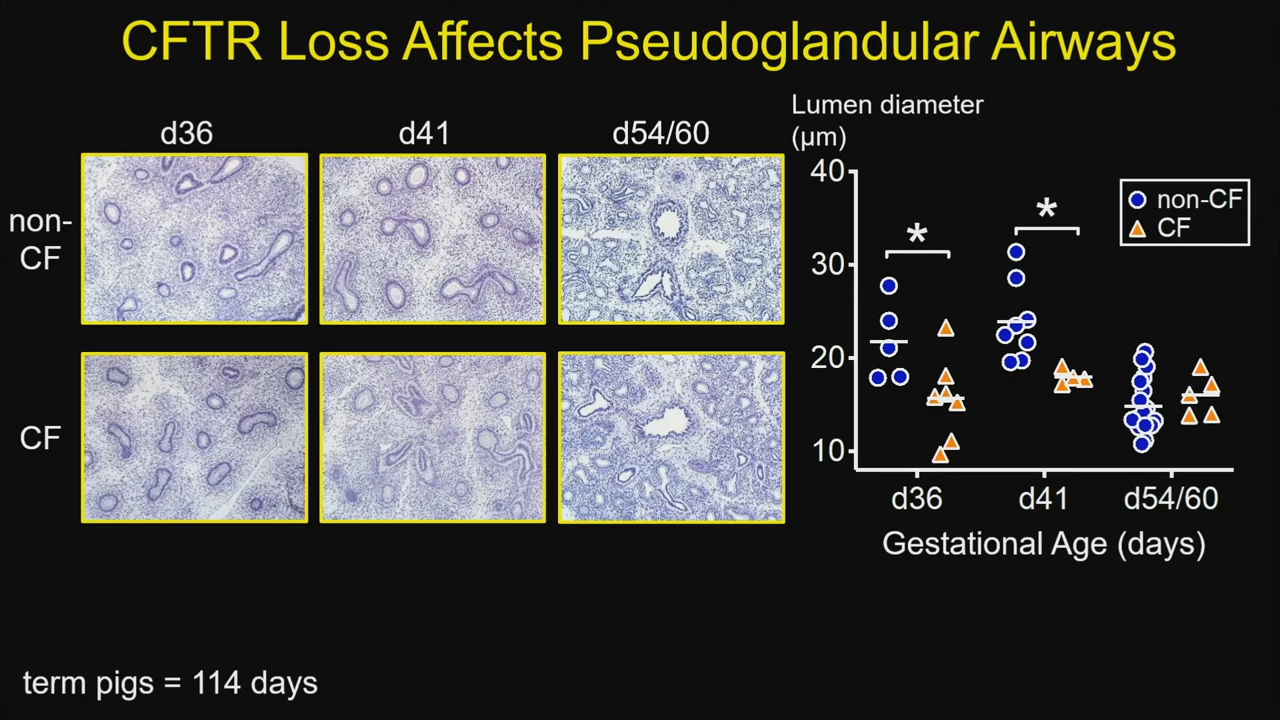 CFTR Loss Affects Pseudoglandular Airways
d36
d41
d54/60
non-
CF
CF
Lumen diameter
(µm)
40
30
20
10
*
*
non-CF
CF
d36
d41
d54/60
Gestational Age (days)
term pigs = 114 days